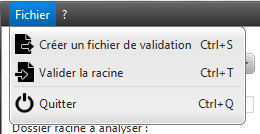 Fichier ?
Créer un fichier de validation Ctrl+S
Valider la racine Ctrl+T
Quitter Ctrl+Q
Dossier racine à analyser :